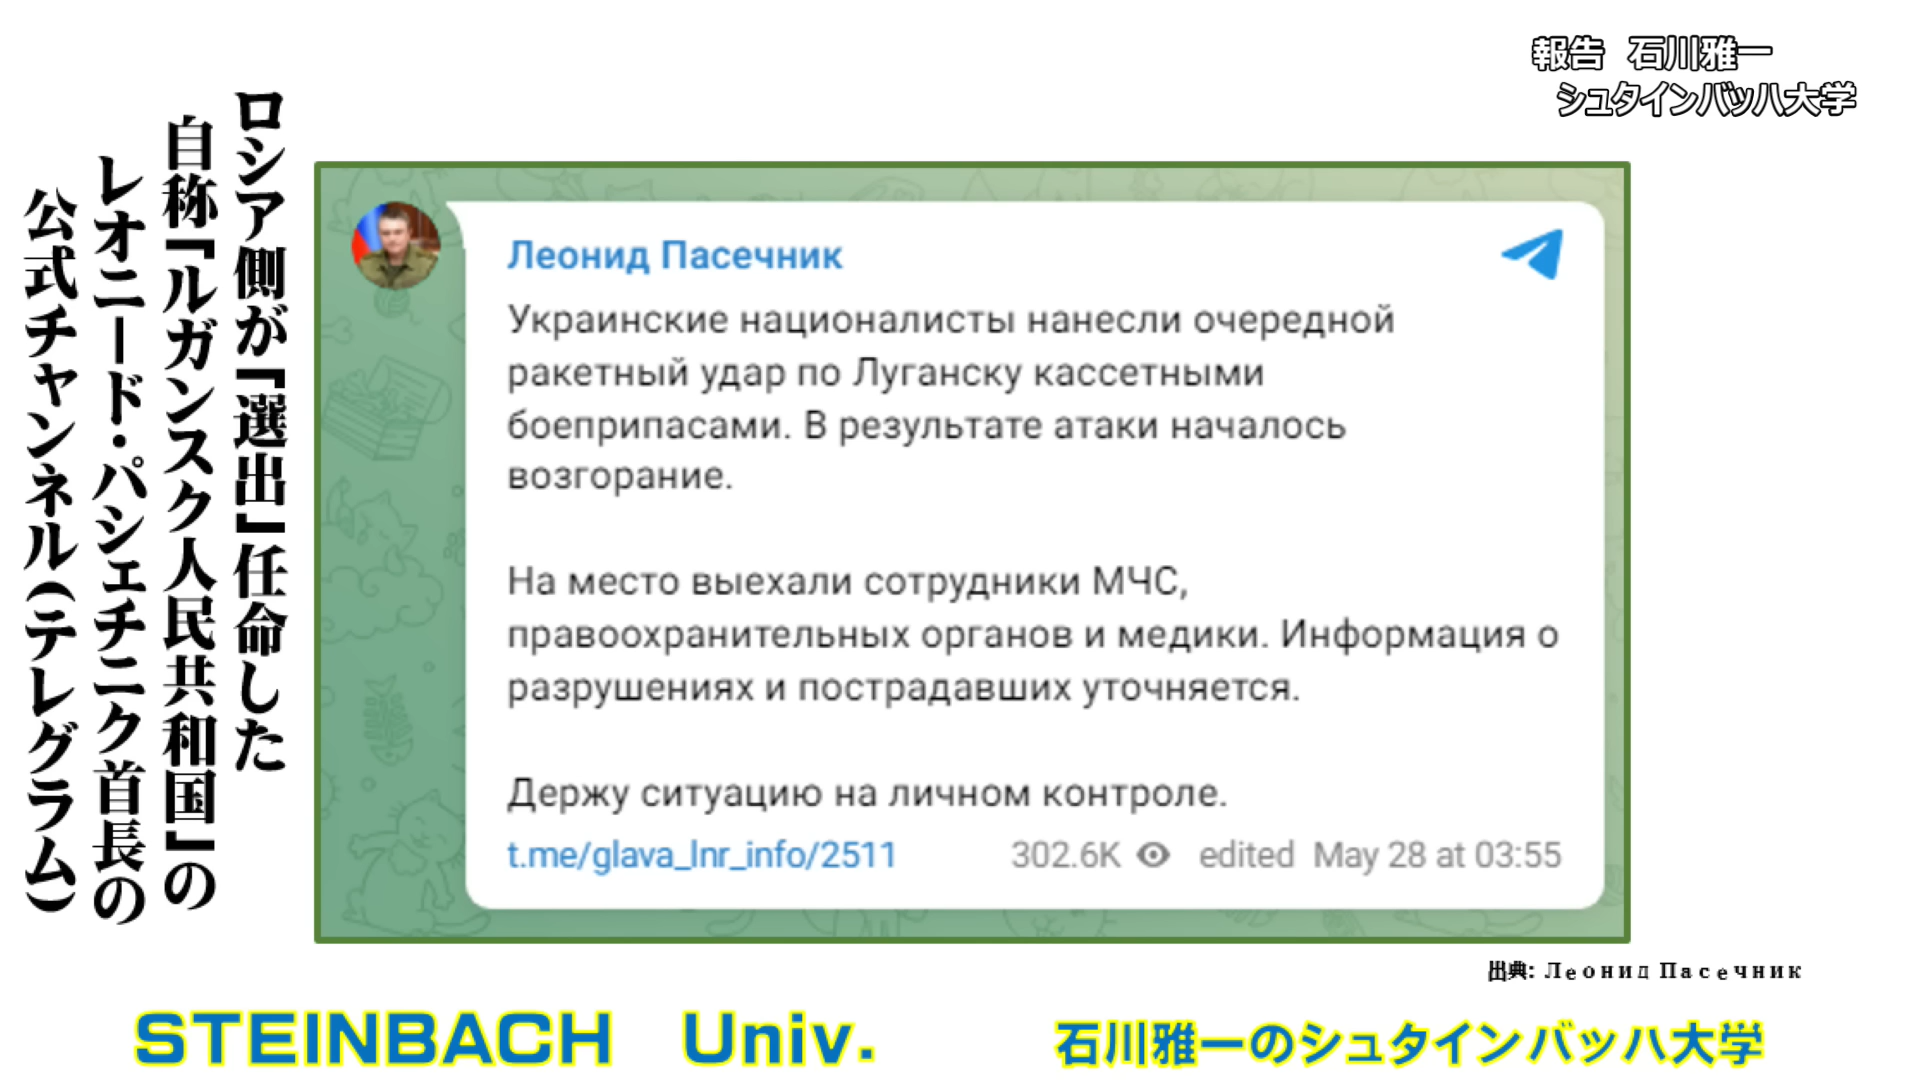 報告 石川雅一
シュタインバッハ大学
ロシア側が「選出」任命した
自称「ルガンスク人民共和国」の
レオニード・パシェチニク首長の
公式チャンネル(テレグラム)
Леонид Пасечник
Украинские националисты нанесли очередной
ракетный удар по Луганску кассетными
боеприпасами. В результате атаки началось
возгорание.
На место выехали сотрудники МЧС,
правоохранительных органов и медики. Информация о
разрушениях и пострадавших уточняется.
Держу ситуацию на личном контроле.
t.me/glava_lnr_info/2511 302.6K edited May 28 at 03:55
出典: Леонид Пасечник
STEINBACH Univ. 石川雅一のシュタインバッハ大学